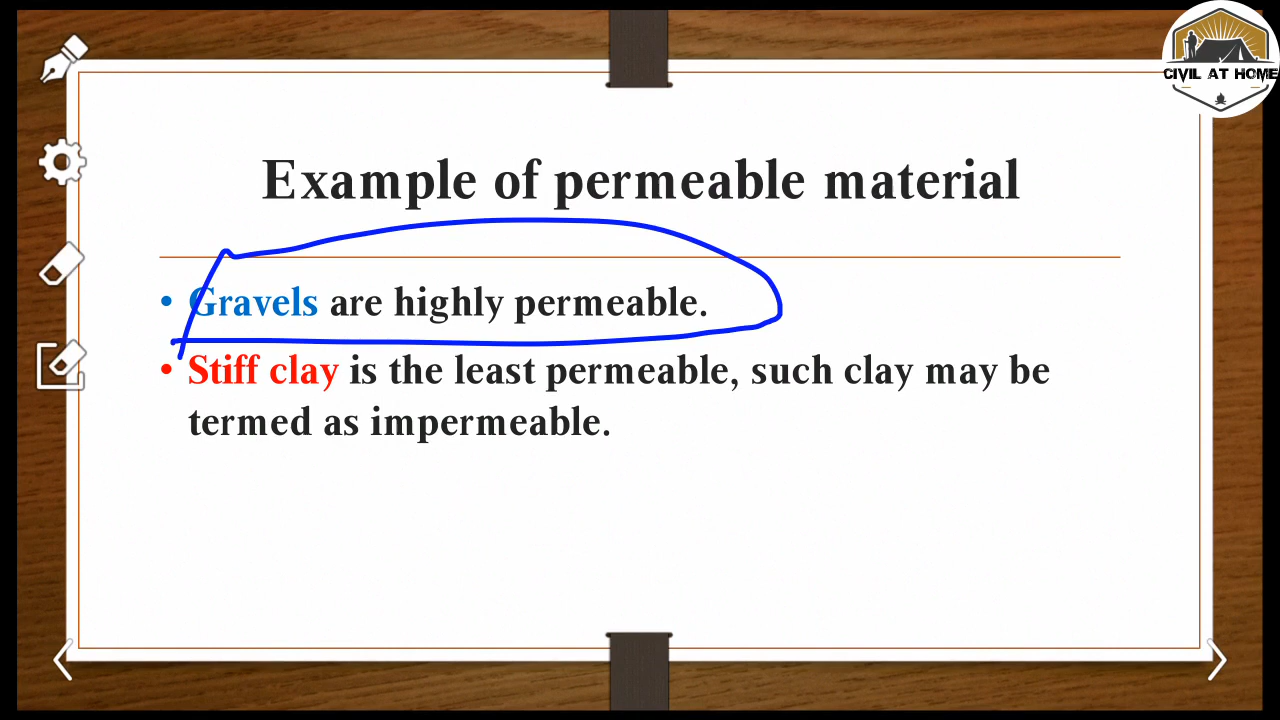 CIVIL AT HOME
Example of permeable material
• Gravels are highly permeable.
• Stiff clay is the least permeable, such clay may be
termed as impermeable.